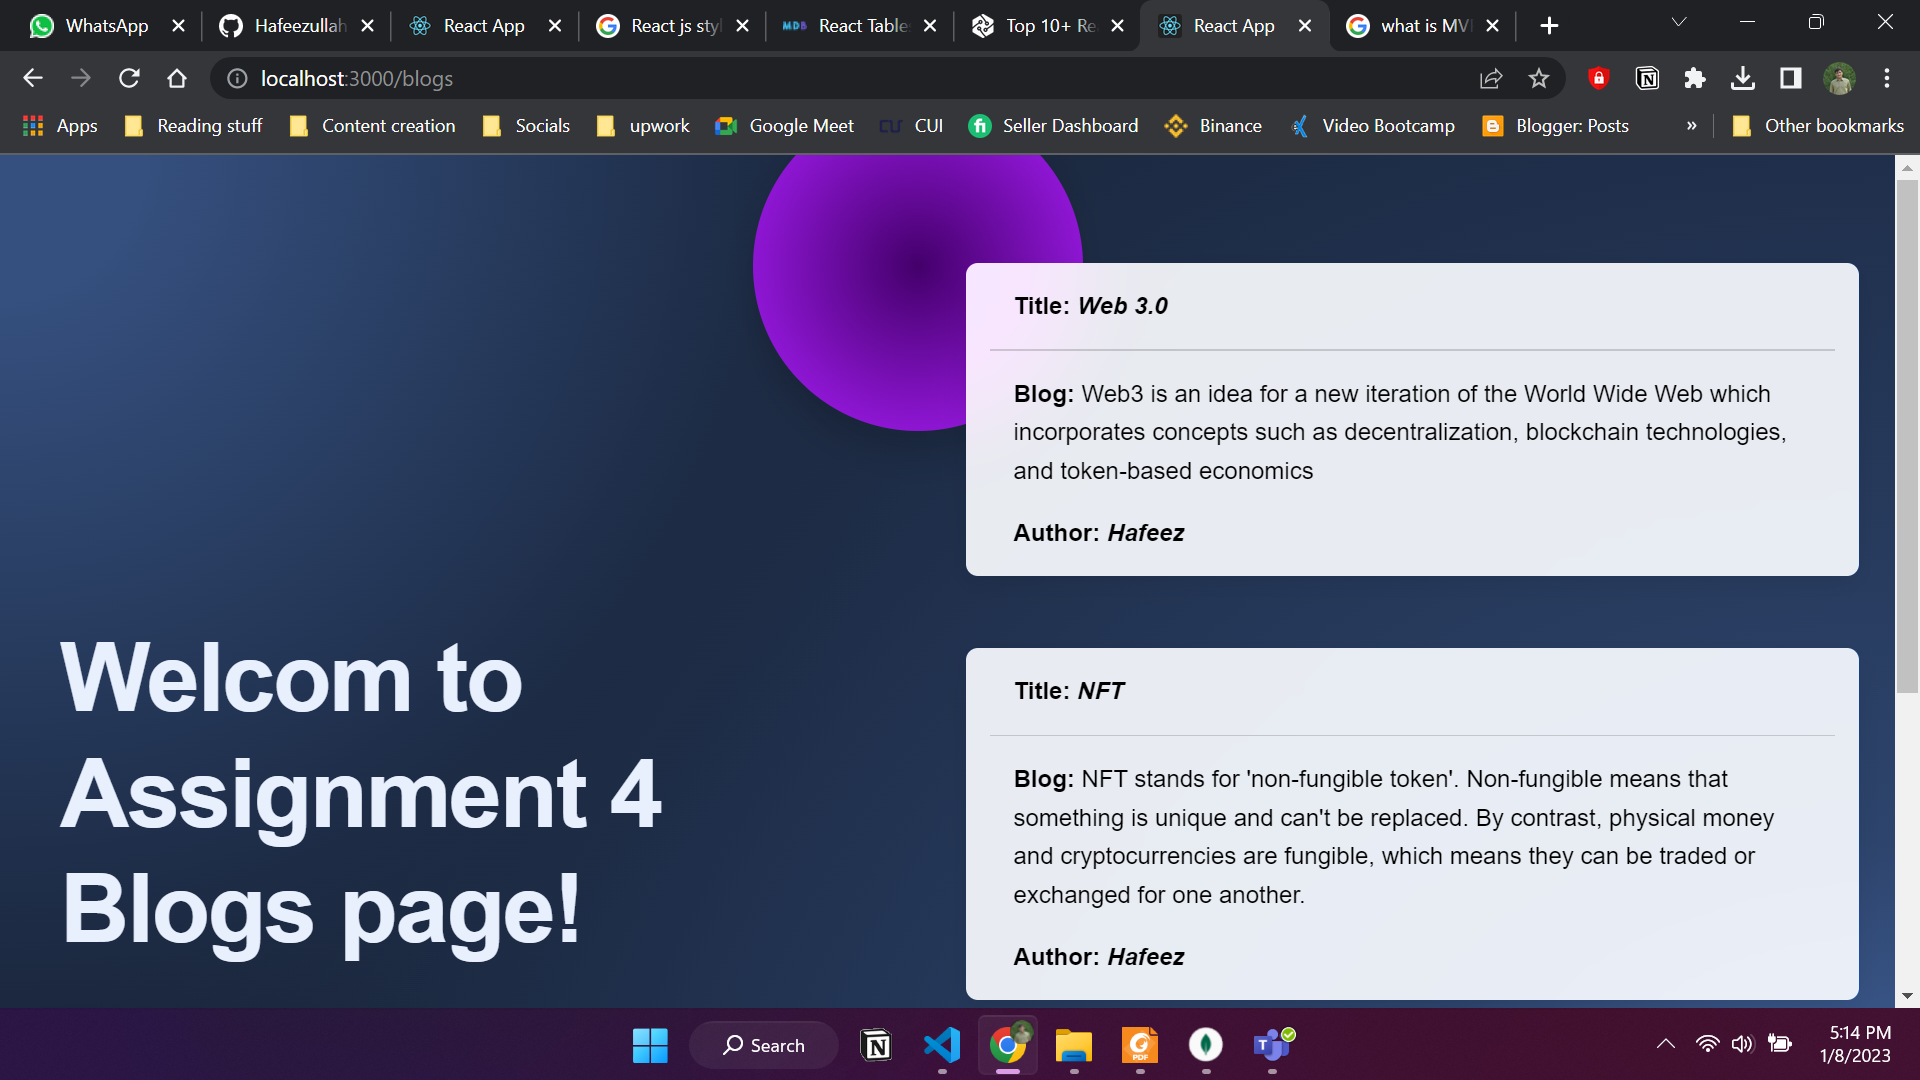 WhatsApp
Hafeezullah
React App
React js styl
MDB React Table
Top 10+ Re
React App
what is MV
localhost:3000/blogs
Apps
Reading stuff
Content creation
Socials
upwork
Google Meet
CUI
Seller Dashboard
Binance
Video Bootcamp
Blogger: Posts
»
Other bookmarks
Welcom to
Assignment 4
Blogs page!
Title: Web 3.0
Blog: Web3 is an idea for a new iteration of the World Wide Web which
incorporates concepts such as decentralization, blockchain technologies,
and token-based economics
Author: Hafeez
Title: NFT
Blog: NFT stands for 'non-fungible token'. Non-fungible means that
something is unique and can't be replaced. By contrast, physical money
and cryptocurrencies are fungible, which means they can be traded or
exchanged for one another.
Author: Hafeez
Search
PDF
5:14 PM
1/8/2023